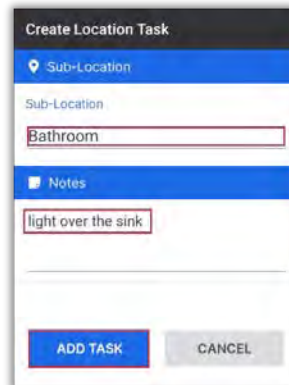 Create Location Task
Sub-Location
Sub-Location
Bathroom
Notes
light over the sink
ADD TASK
CANCEL